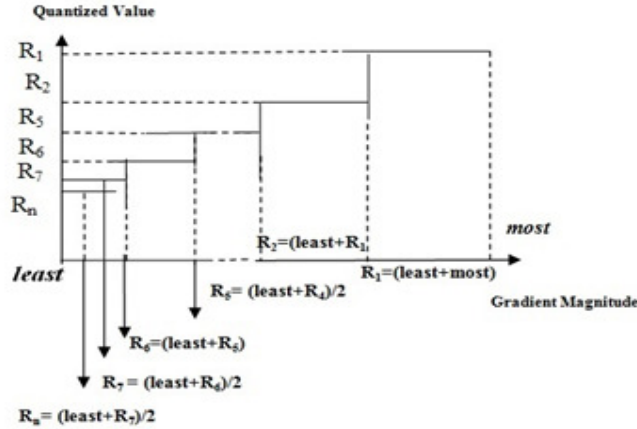 Quantized Value
R₁
R₂
R₅
R₆
R₇
Rₙ
least
most
R₂=(least+R₁
R₁=(least+most)
R₅= (least+R₄)/2
Gradient Magnitude
R₆=(least+R₅)
R₇ = (least+R₆)/2
Rₙ= (least+R₇)/2